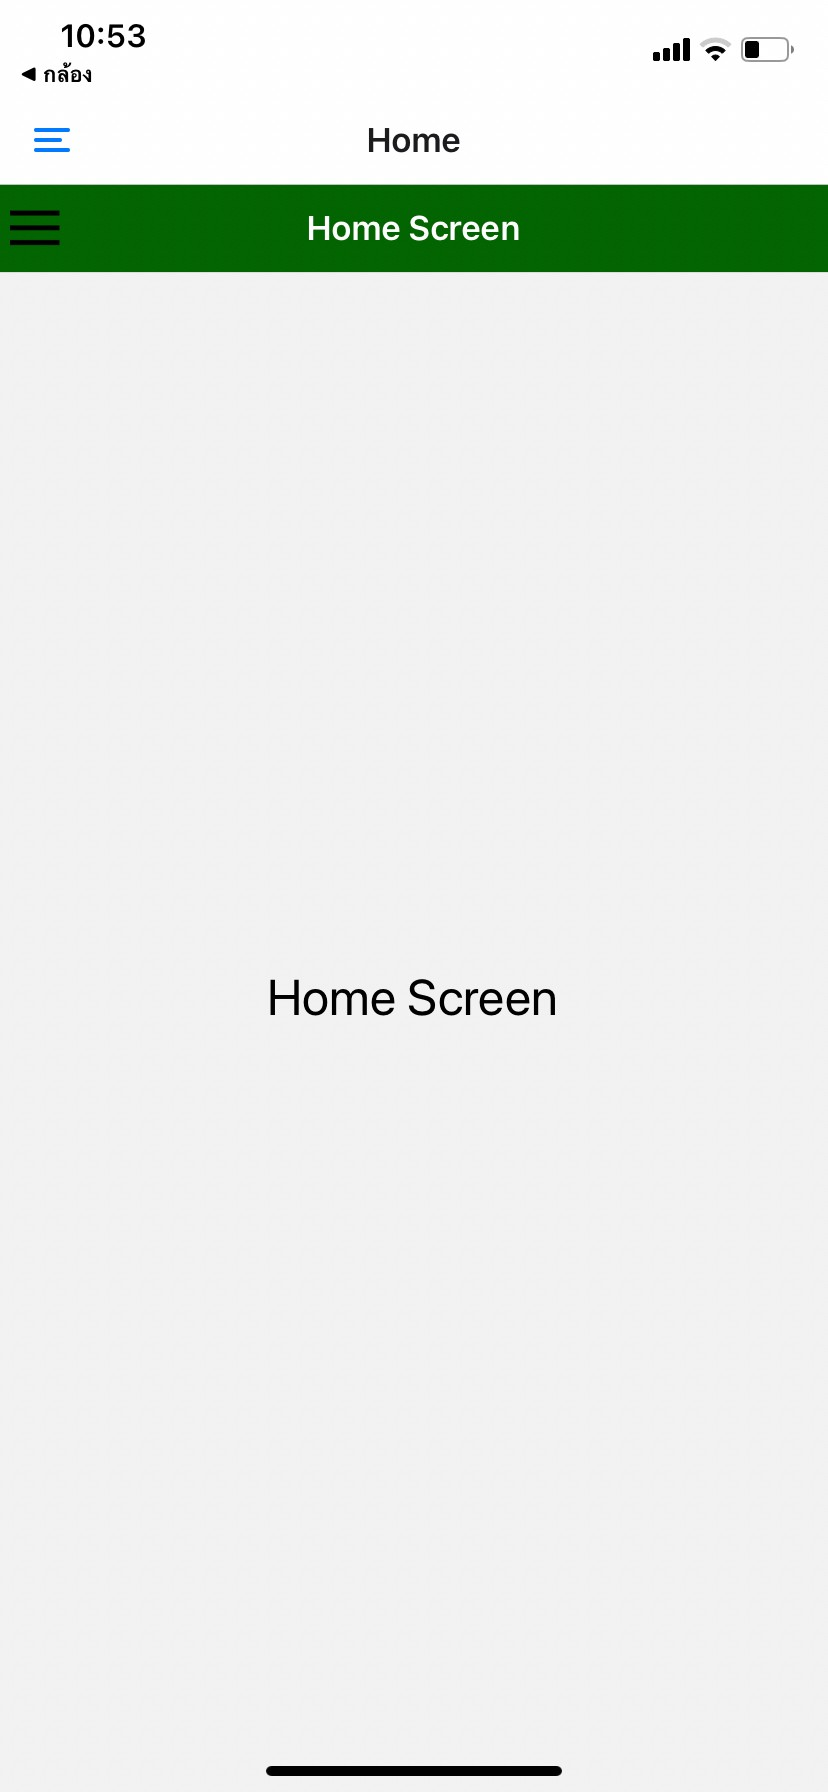 10:53
◀ กล้อง
Home
Home Screen
Home Screen